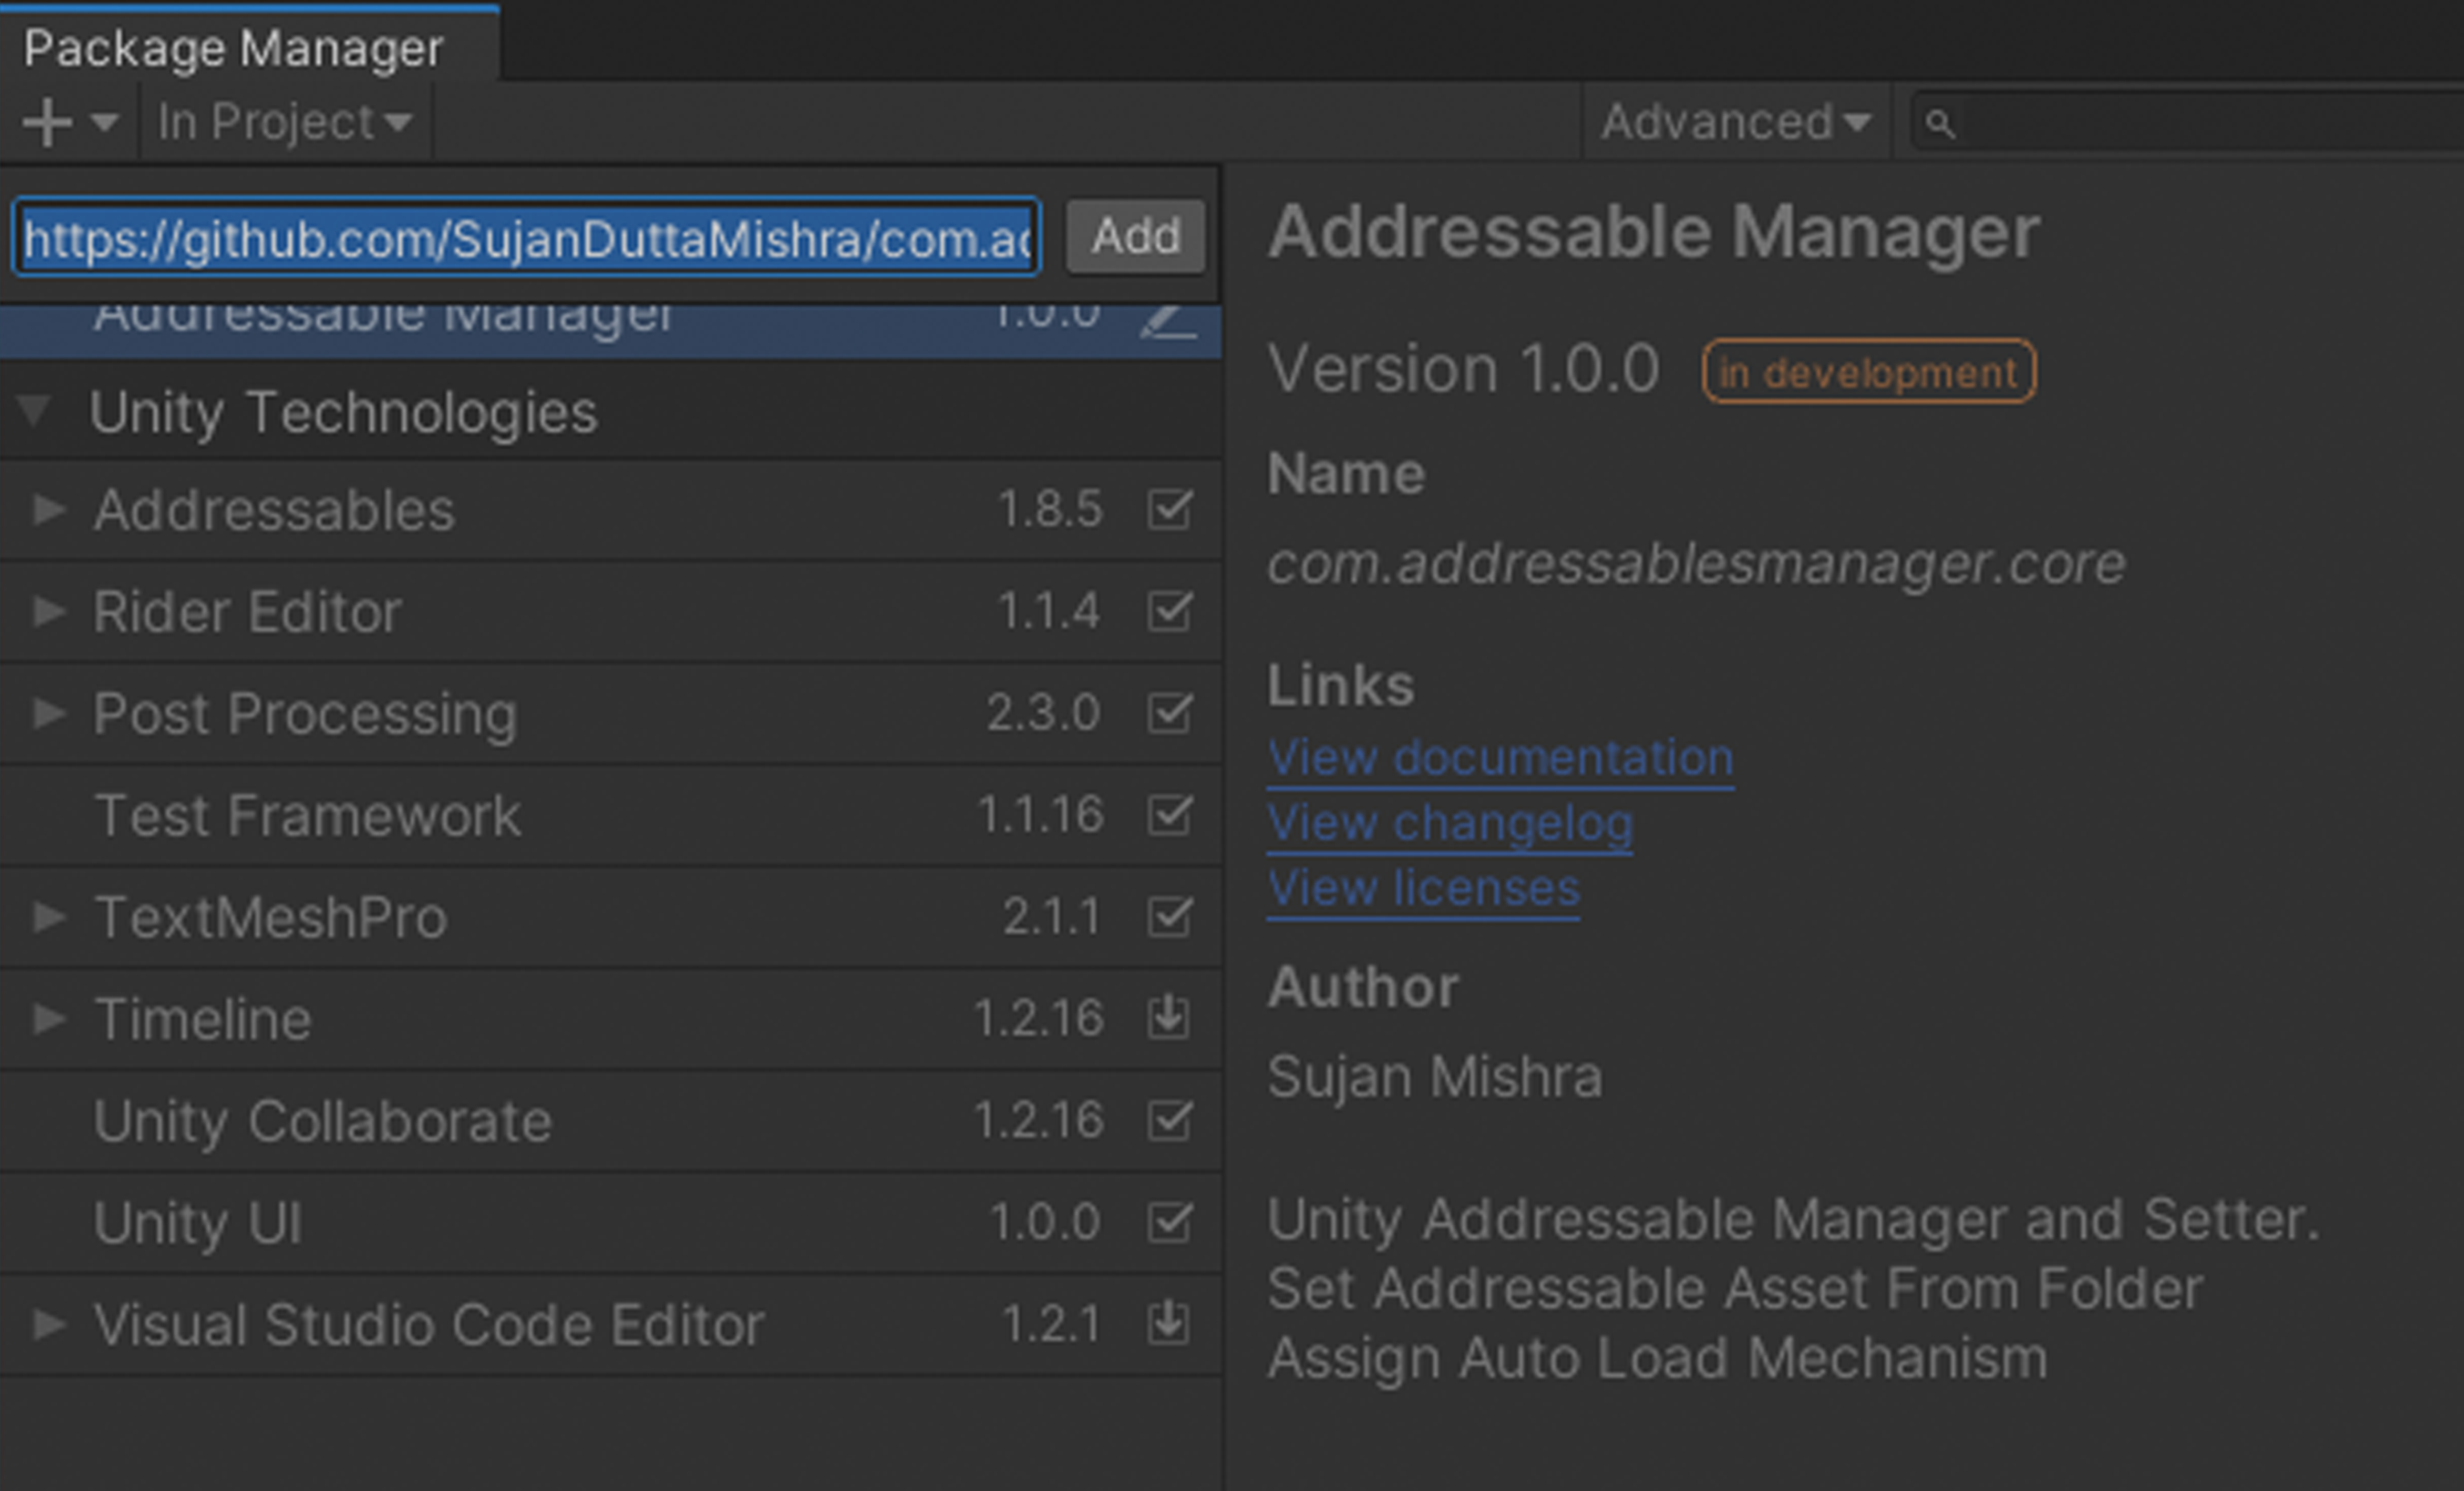 Package Manager
In Project
Advanced
https://github.com/SujanDuttaMishra/com.ad
Add
Addressable Manager 1.0.0
Unity Technologies
Addressables 1.8.5
Rider Editor 1.1.4
Post Processing 2.3.0
Test Framework 1.1.16
TextMeshPro 2.1.1
Timeline 1.2.16
Unity Collaborate 1.2.16
Unity UI 1.0.0
Visual Studio Code Editor 1.2.1
Addressable Manager
Version 1.0.0 in development
Name
com.addressablesmanager.core
Links
View documentation
View changelog
View licenses
Author
Sujan Mishra
Unity Addressable Manager and Setter.
Set Addressable Asset From Folder
Assign Auto Load Mechanism